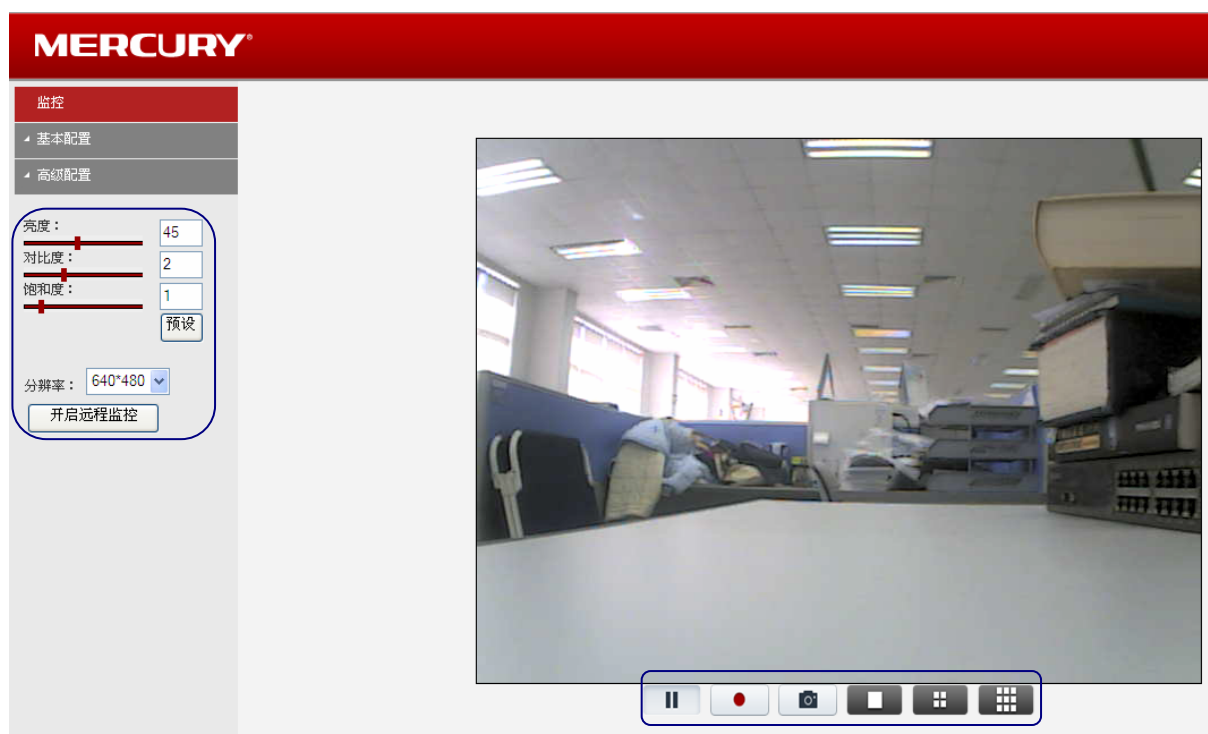 MERCURY®
监控
基本配置
高级配置
亮度：
45
对比度：
2
饱和度：
1
预设
分辨率： 640*480
开启远程监控